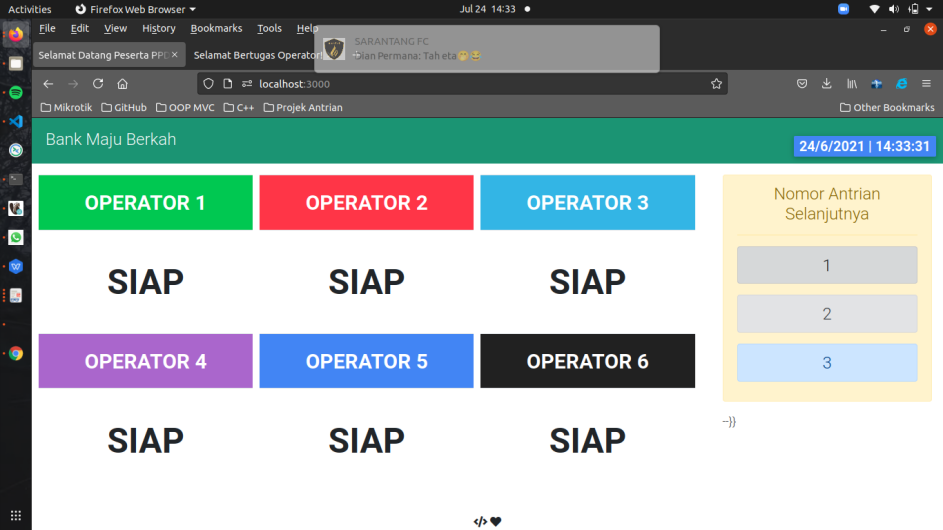 Activities Firefox Web Browser Jul 24 14:33
File Edit View History Bookmarks Tools Help
SARANTANG FC
Dian Permana: Tah eta🤭😂
Selamat Datang Peserta PPD × Selamat Bertugas Operator
localhost:3000
Mikrotik GitHub OOP MVC C++ Projek Antrian Other Bookmarks
Bank Maju Berkah
24/6/2021 | 14:33:31
OPERATOR 1 OPERATOR 2 OPERATOR 3
SIAP SIAP SIAP
OPERATOR 4 OPERATOR 5 OPERATOR 6
SIAP SIAP SIAP
Nomor Antrian
Selanjutnya
1
2
3
--}}